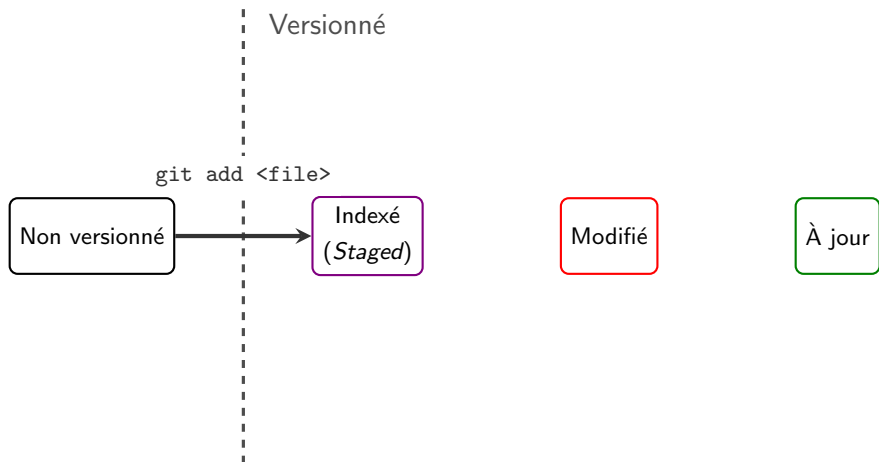 Versionné
git add <file>
Non versionné
Indexé
(Staged)
Modifié
À jour